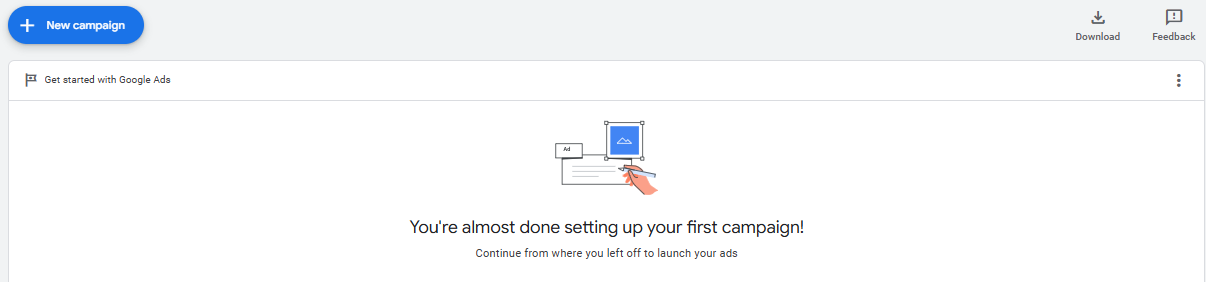 New campaign
Download
Feedback
Get started with Google Ads
Ad
You're almost done setting up your first campaign!
Continue from where you left off to launch your ads